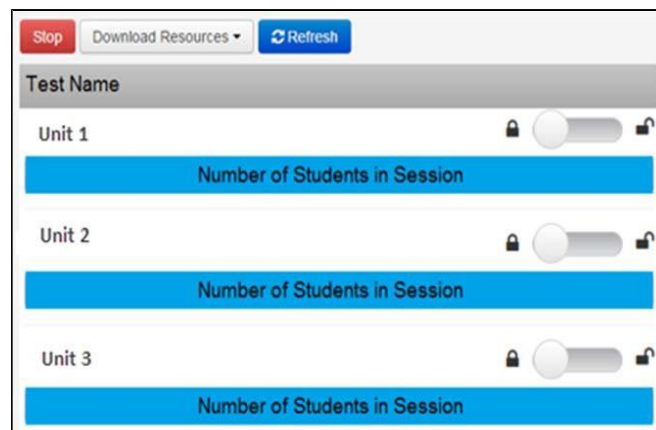 Stop Download Resources Refresh
Test Name
Unit 1
Number of Students in Session
Unit 2
Number of Students in Session
Unit 3
Number of Students in Session